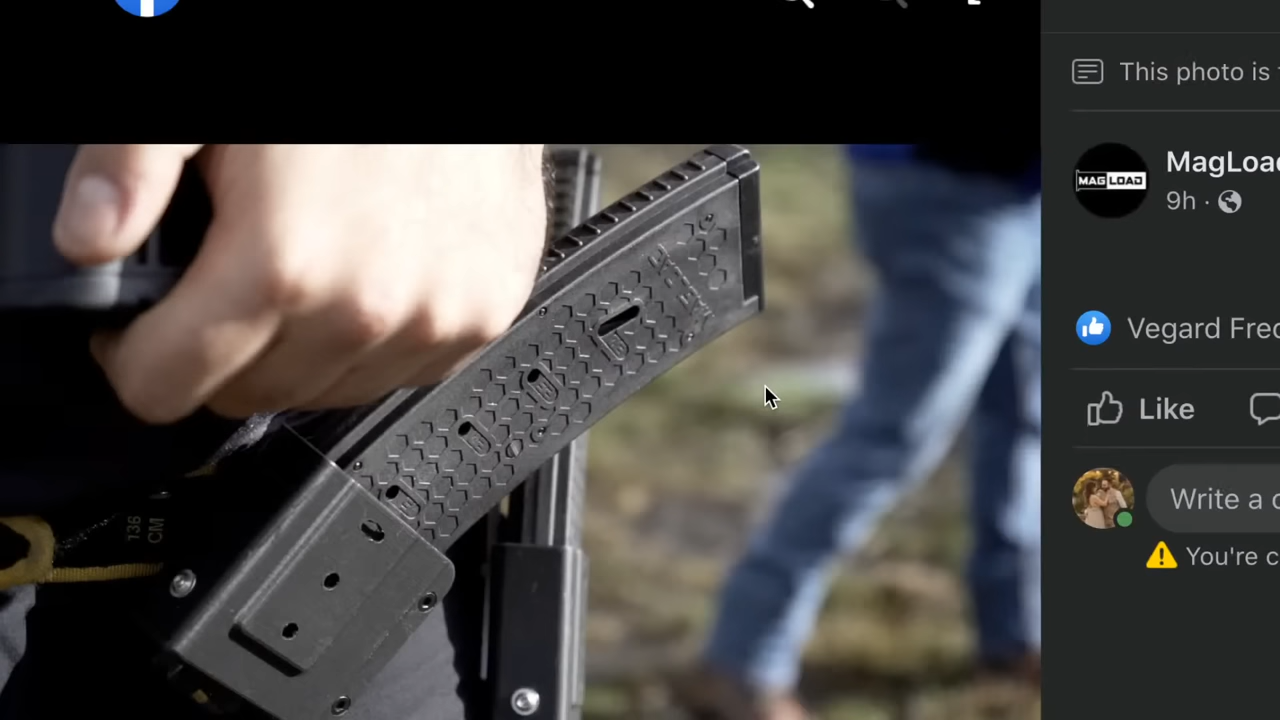 This photo is
MAG LOAD
MagLoad
9h ·
Vegard Fred
Like
Write a c
You're c
136
CM